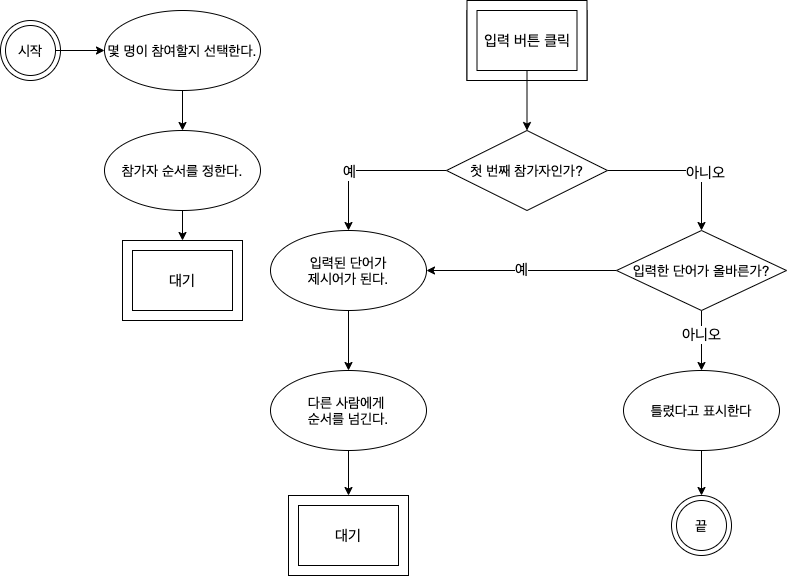 시작
몇 명이 참여할지 선택한다.
참가자 순서를 정한다.
대기
입력 버튼 클릭
첫 번째 참가자인가?
예
아니오
입력된 단어가
제시어가 된다.
예
입력한 단어가 올바른가?
아니오
다른 사람에게
순서를 넘긴다.
틀렸다고 표시한다
대기
끝